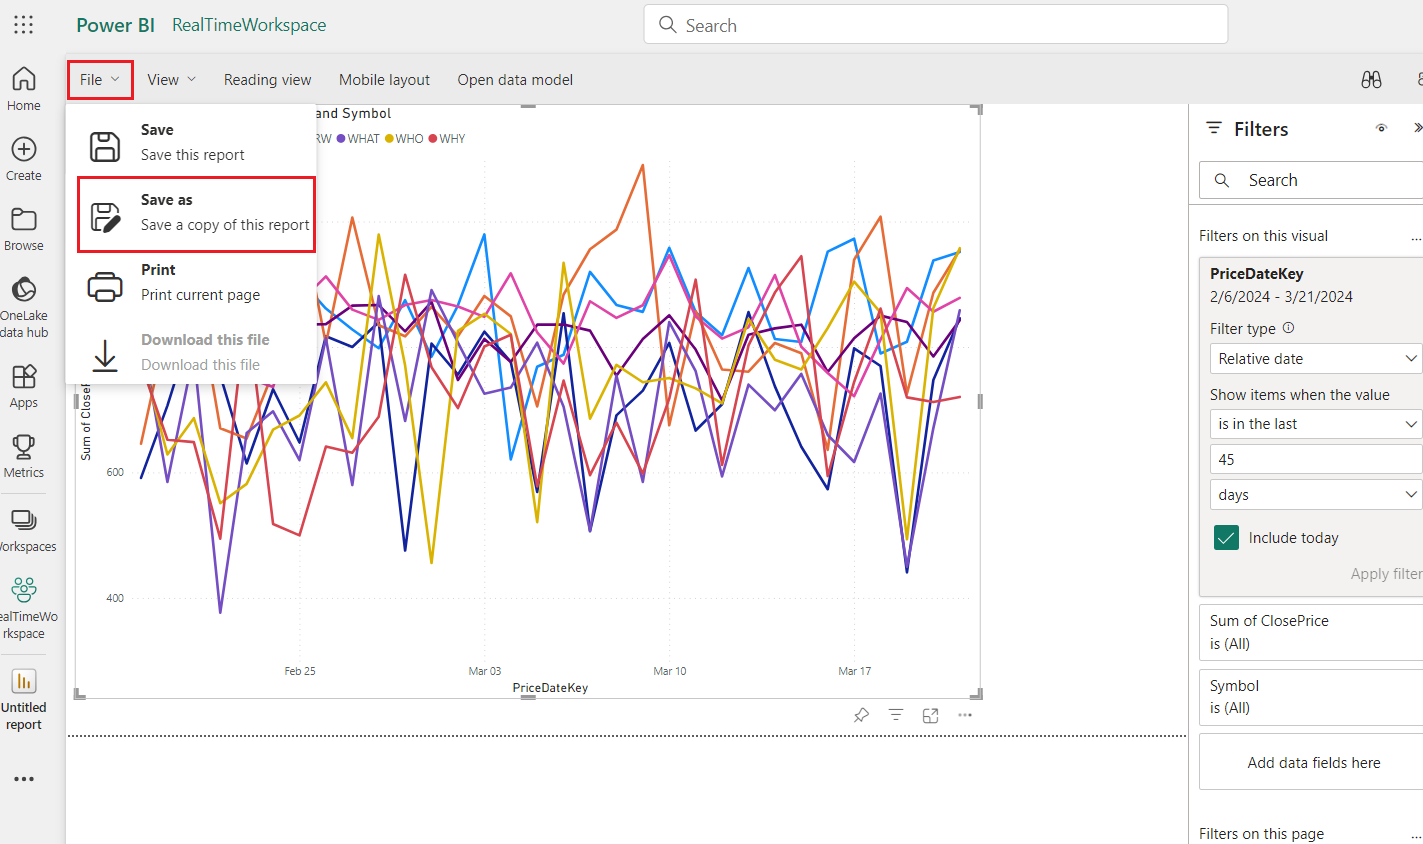 Power BI RealTimeWorkspace
Search
File View Reading view Mobile layout Open data model
Home
Create
Browse
OneLake
data hub
Apps
Metrics
orkspaces
ealTimeWo
rkspace
Untitled
report
Save
Save this report
Save as
Save a copy of this report
Print
Print current page
Download this file
Download this file
and Symbol
RW WHAT WHO WHY
Sum of Close
600
400
Feb 25 Mar 03 Mar 10 Mar 17
PriceDateKey
Filters
Search
Filters on this visual
PriceDateKey
2/6/2024 - 3/21/2024
Filter type
Relative date
Show items when the value
is in the last
45
days
Include today
Apply filter
Sum of ClosePrice
is (All)
Symbol
is (All)
Add data fields here
Filters on this page